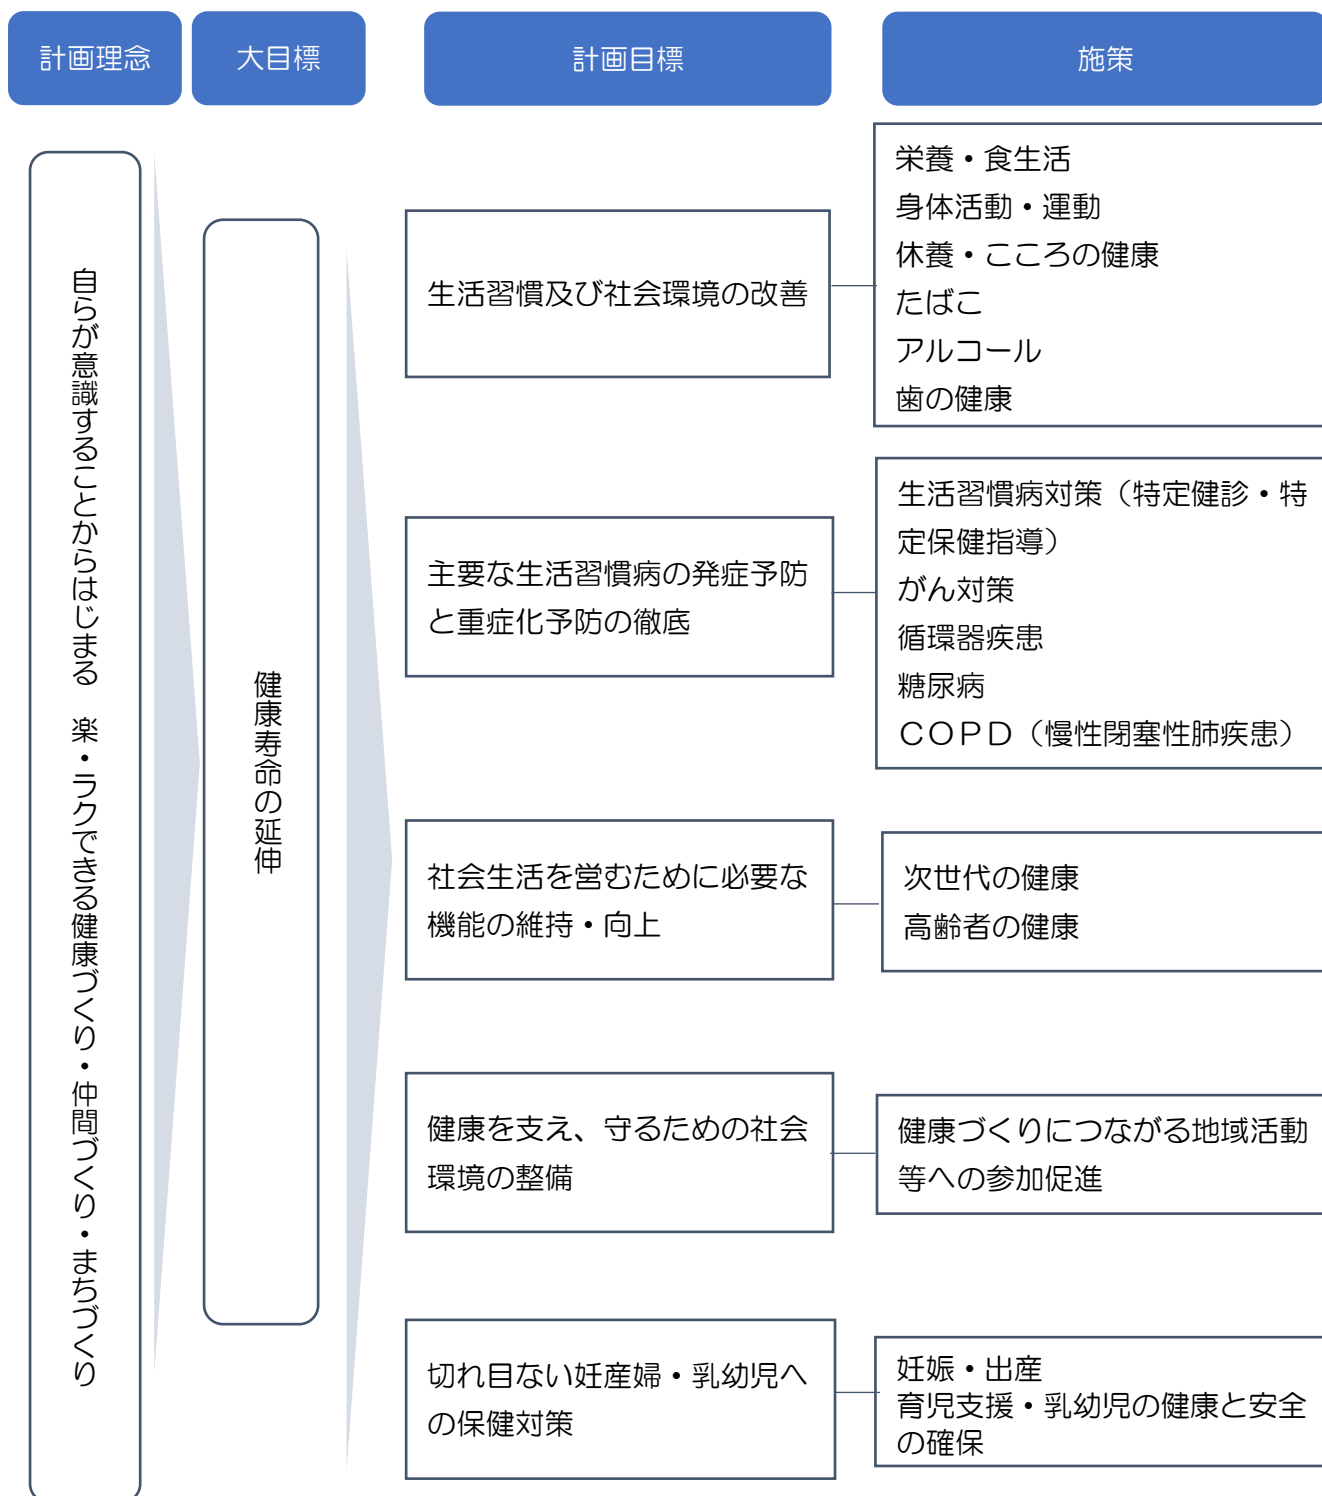 計画理念
大目標
計画目標
施策
自らが意識することからはじまる　楽・ラクできる健康づくり・仲間づくり・まちづくり
健康寿命の延伸
生活習慣及び社会環境の改善
栄養・食生活
身体活動・運動
休養・こころの健康
たばこ
アルコール
歯の健康
主要な生活習慣病の発症予防
と重症化予防の徹底
生活習慣病対策（特定健診・特
定保健指導）
がん対策
循環器疾患
糖尿病
ＣＯＰＤ（慢性閉塞性肺疾患）
社会生活を営むために必要な
機能の維持・向上
次世代の健康
高齢者の健康
健康を支え、守るための社会
環境の整備
健康づくりにつながる地域活動
等への参加促進
切れ目ない妊産婦・乳幼児へ
の保健対策
妊娠・出産
育児支援・乳幼児の健康と安全
の確保